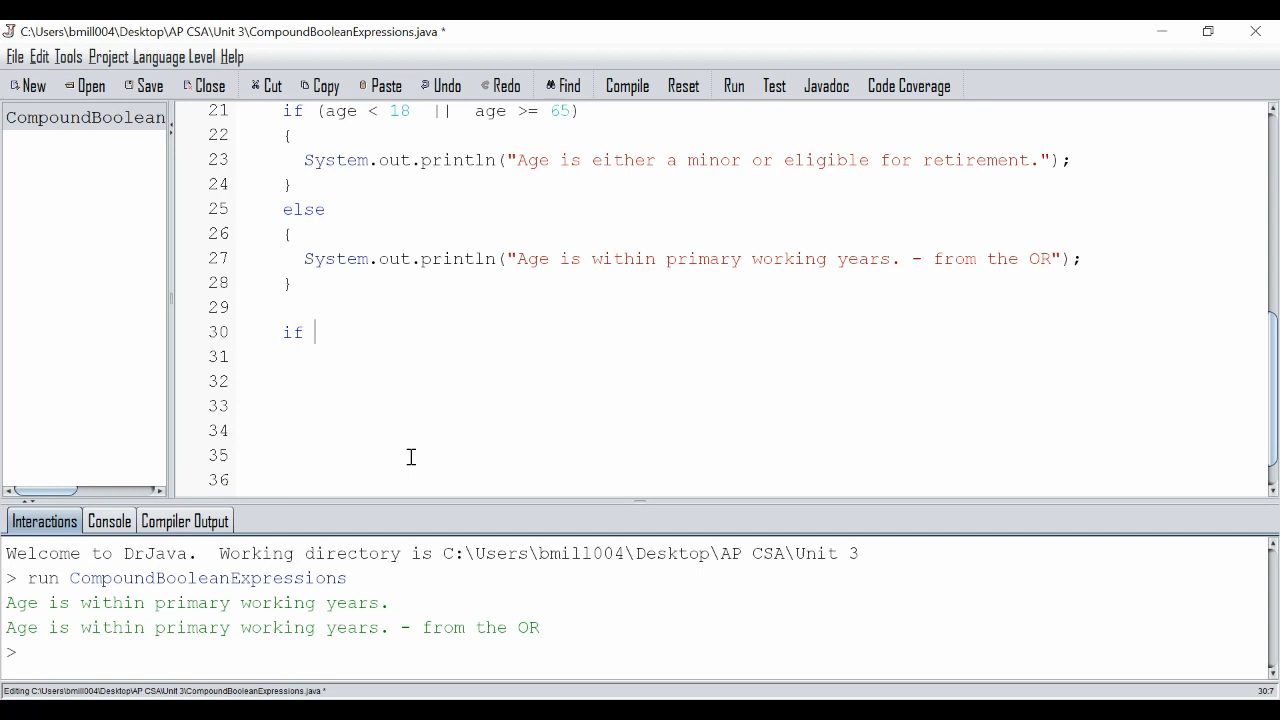 C:\Users\bmill004\Desktop\AP CSA\Unit 3\CompoundBooleanExpressions.java *
File Edit Tools Project Language Level Help
New Open Save Close Cut Copy Paste Undo Redo Find Compile Reset Run Test Javadoc Code Coverage
CompoundBoolean
21 if (age < 18  ||  age >= 65)
22 {
23 System.out.println("Age is either a minor or eligible for retirement.");
24 }
25 else
26 {
27 System.out.println("Age is within primary working years. - from the OR");
28 }
29
30 if
31
32
33
34
35
36
Interactions Console Compiler Output
Welcome to DrJava.  Working directory is C:\Users\bmill004\Desktop\AP CSA\Unit 3
> run CompoundBooleanExpressions
Age is within primary working years.
Age is within primary working years. - from the OR
>
Editing C:\Users\bmill004\Desktop\AP CSA\Unit 3\CompoundBooleanExpressions.java * 30:7